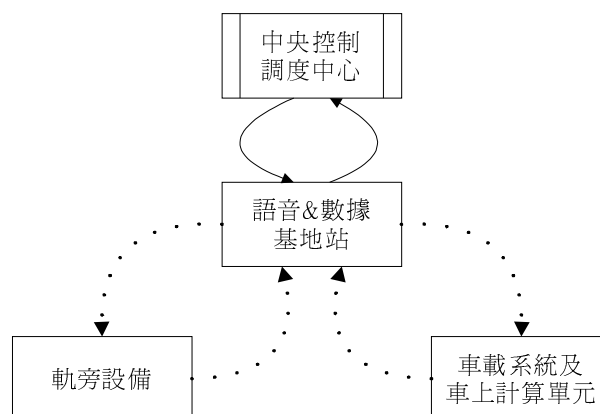 中央控制
調度中心
語音&數據
基地站
軌旁設備
車載系統及
車上計算單元